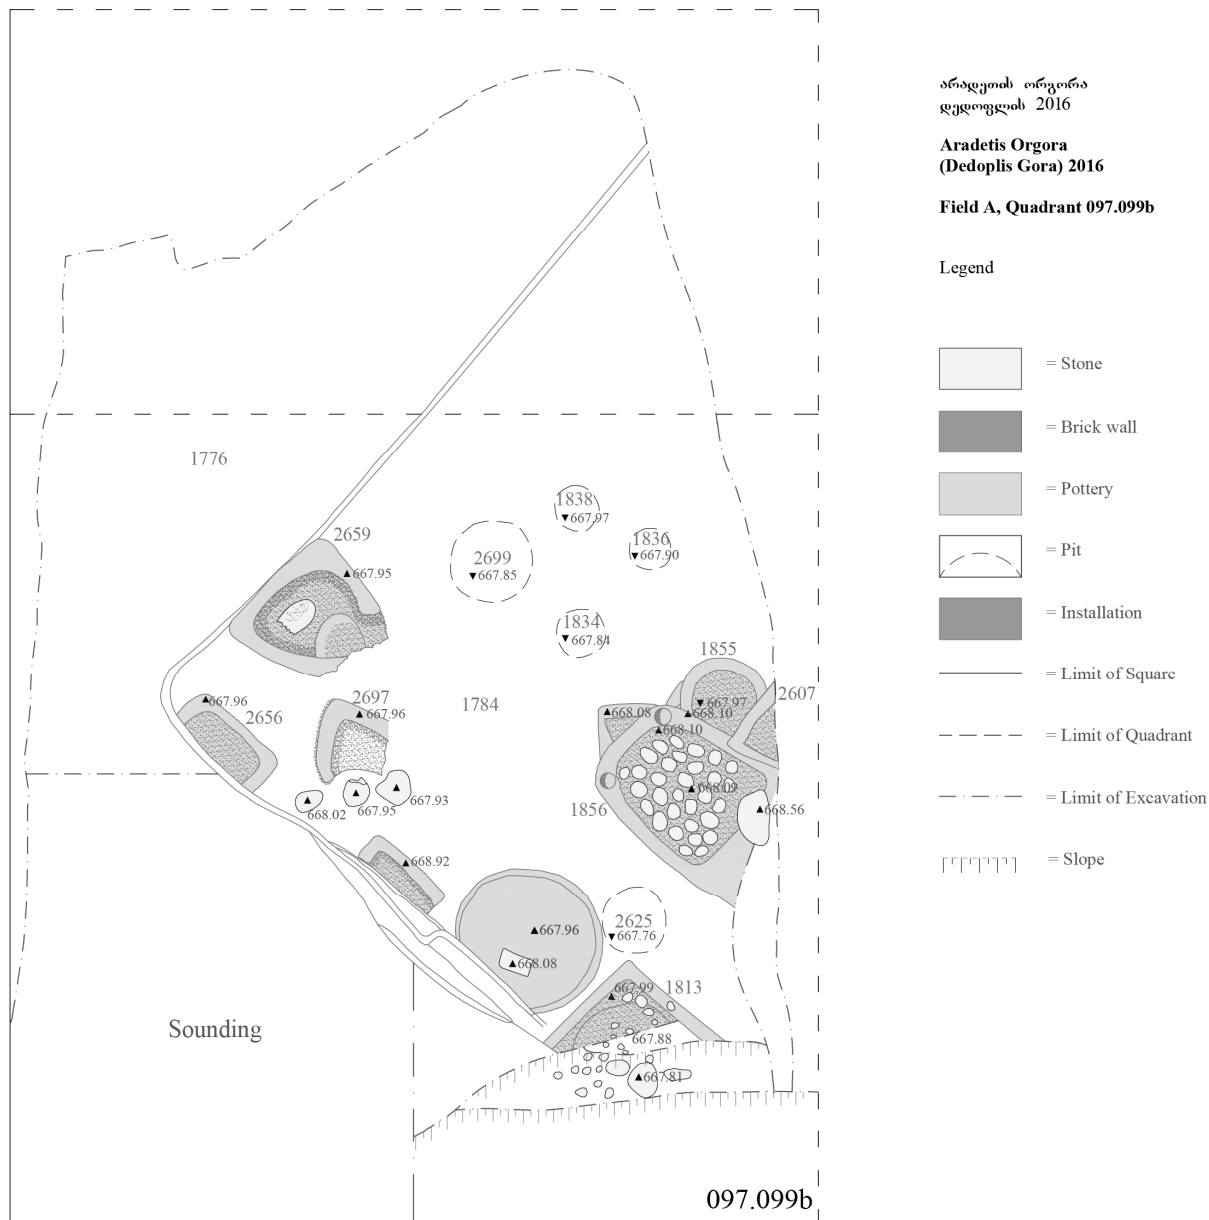 არადეთის ორგორა
დედოფლის 2016
Aradetis Orgora
(Dedoplis Gora) 2016
Field A, Quadrant 097.099b
Legend
= Stone
= Brick wall
= Pottery
= Pit
= Installation
= Limit of Square
= Limit of Quadrant
= Limit of Excavation
= Slope
1776
1838
667.97
2659
1836
667.90
2699
667.85
667.95
1834
667.84
1855
2607
667.96
2656
2697
667.96
1784
667.97
668.08
668.10
668.10
668.09
667.93
667.95
668.02
1856
668.56
668.92
2625
667.96
667.76
668.08
667.99
1813
Sounding
667.88
667.81
097.099b